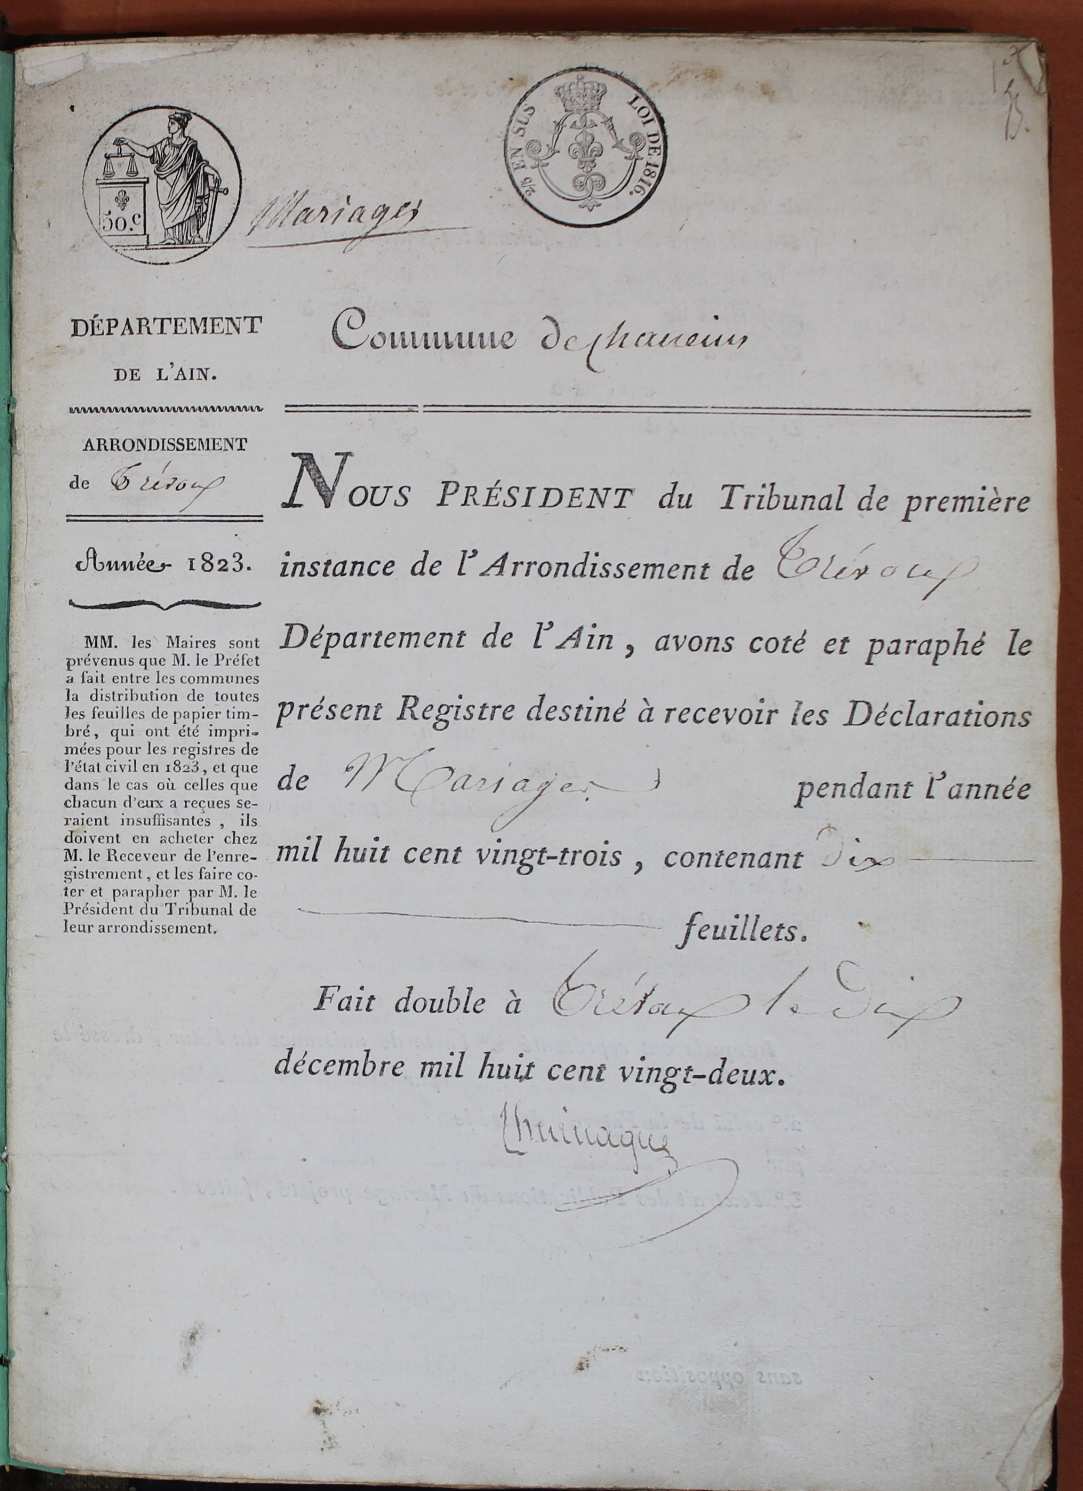 50.c
2/5 EN SUS
LOI DE 1816.
Mariages
DÉPARTEMENT
DE L'AIN.
ARRONDISSEMENT
de Trévoux
Année 1823.
MM. les Maires sont
prévenus que M. le Préfet
a fait entre les communes
la distribution de toutes
les feuilles de papier tim-
bré, qui ont été impri-
mées pour les registres de
l'état civil en 1823, et que
dans le cas où celles que
chacun d'eux a reçues se-
raient insuffisantes, ils
doivent en acheter chez
M. le Receveur de l'enre-
gistrement, et les faire co-
ter et parapher par M. le
Président du Tribunal de
leur arrondissement.
Commune de chaneins
NOUS PRÉSIDENT du Tribunal de première
instance de l'Arrondissement de Trévoux
Département de l'Ain, avons coté et paraphé le
présent Registre destiné à recevoir les Déclarations
de Mariages pendant l'année
mil huit cent vingt-trois, contenant Dix
feuillets.
Fait double à Trévoux le Dix
décembre mil huit cent vingt-deux.